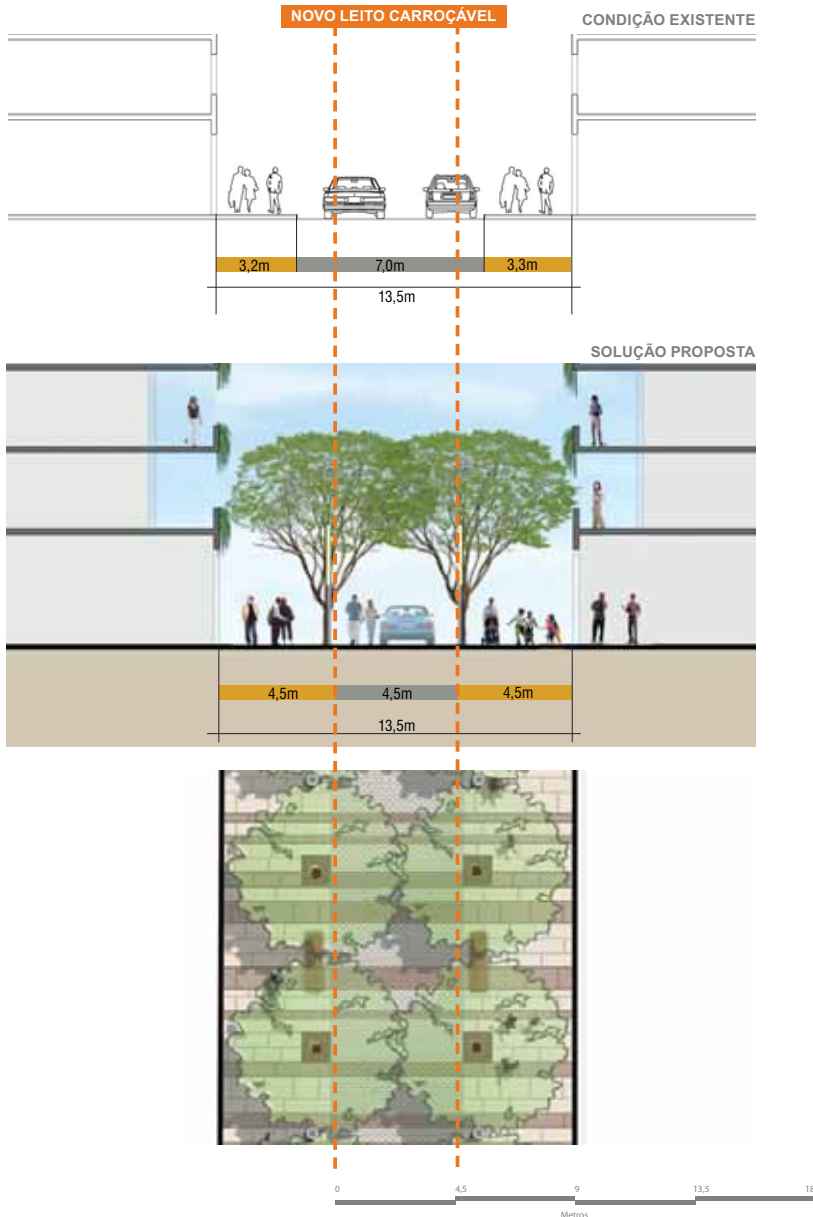 NOVO LEITO CARROÇÁVEL
CONDIÇÃO EXISTENTE
3,2m 7,0m 3,3m
13,5m
SOLUÇÃO PROPOSTA
4,5m 4,5m 4,5m
13,5m
0 4,5 9 13,5 18
Metros